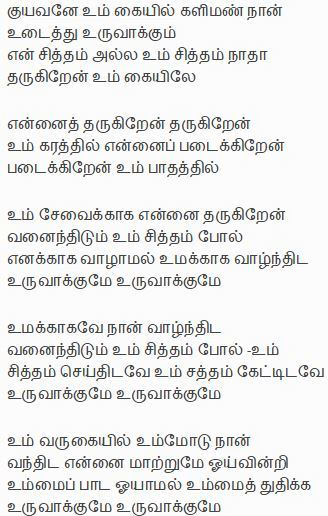 குயவனே உம் கையில் களிமண் நான்
உடைத்து உருவாக்கும்
என் சித்தம் அல்ல உம் சித்தம் நாதா
தருகிறேன் உம் கையிலே
என்னைத் தருகிறேன் தருகிறேன்
உம் கரத்தில் என்னைப் படைக்கிறேன்
படைக்கிறேன் உம் பாதத்தில்
உம் சேவைக்காக என்னை தருகிறேன்
வனைந்திடும் உம் சித்தம் போல்
எனக்காக வாழாமல் உமக்காக வாழ்ந்திட
உருவாக்குமே உருவாக்குமே
உமக்காகவே நான் வாழ்ந்திட
வனைந்திடும் உம் சித்தம் போல் -உம்
சித்தம் செய்திடவே உம் சத்தம் கேட்டிடவே
உருவாக்குமே உருவாக்குமே
உம் வருகையில் உம்மோடு நான்
வந்திட என்னை மாற்றுமே ஓய்வின்றி
உம்மைப் பாட ஓயாமல் உம்மைத் துதிக்க
உருவாக்குமே உருவாக்குமே